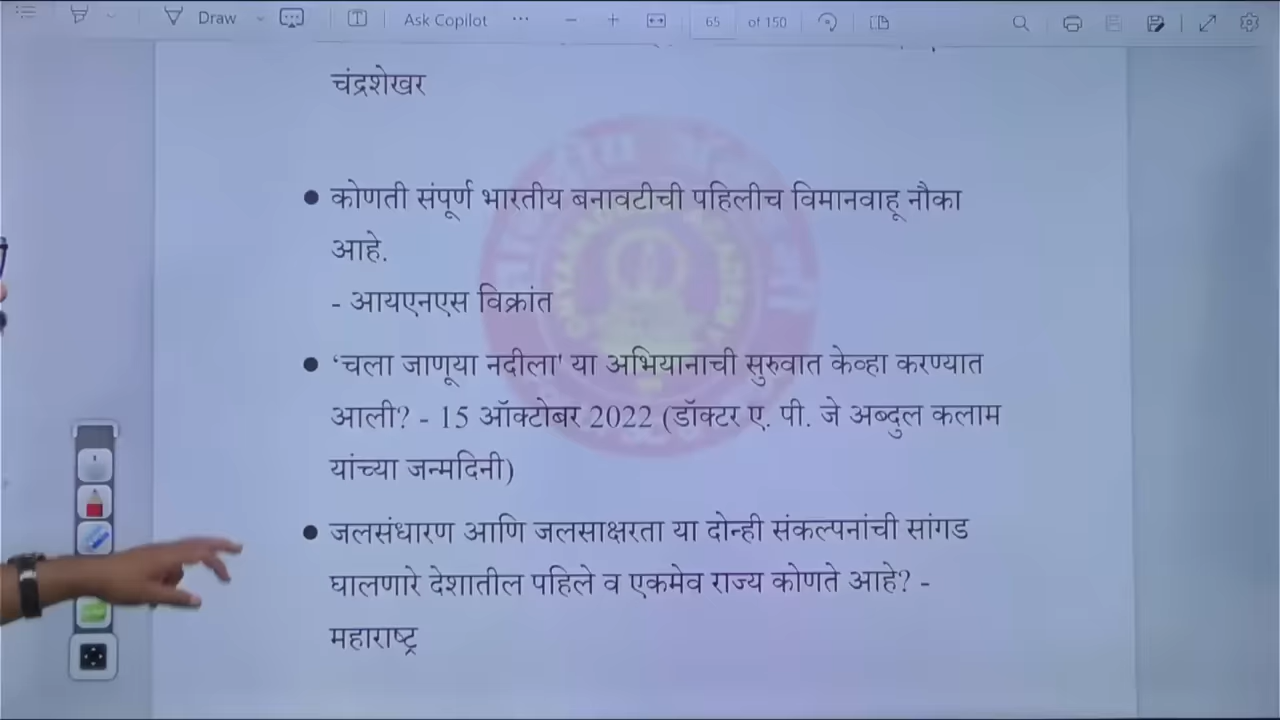 Draw
Ask Copilot
65 of 150
चंद्रशेखर
• कोणती संपूर्ण भारतीय बनावटीची पहिलीच विमानवाहू नौका
आहे.
- आयएनएस विक्रांत
• ‘चला जाणूया नदीला' या अभियानाची सुरुवात केव्हा करण्यात
आली? - 15 ऑक्टोबर 2022 (डॉक्टर ए. पी. जे अब्दुल कलाम
यांच्या जन्मदिनी)
• जलसंधारण आणि जलसाक्षरता या दोन्ही संकल्पनांची सांगड
घालणारे देशातील पहिले व एकमेव राज्य कोणते आहे? -
महाराष्ट्र